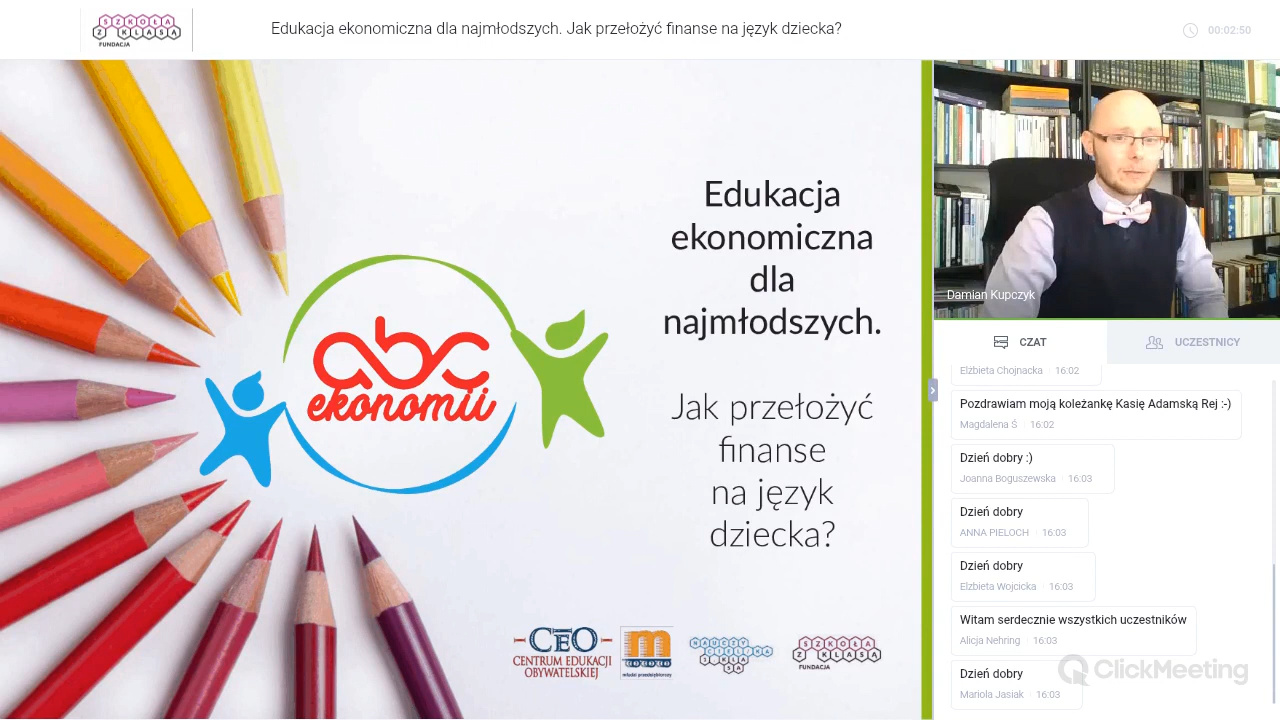 SZKOŁA
Z KLASĄ
FUNDACJA
Edukacja ekonomiczna dla najmłodszych. Jak przełożyć finanse na język dziecka?
00:02:50
Edukacja
ekonomiczna
dla
najmłodszych.
Jak przełożyć
finanse
na język
dziecka?
abc
ekonomii
CEO
CENTRUM EDUKACJI
OBYWATELSKIEJ
m
młodzi przedsiębiorczy
NAUCZY
CIELSKA
SZKOŁA
Z KLASĄ
FUNDACJA
Damian Kupczyk
CZAT
UCZESTNICY
Elżbieta Chojnacka 16:02
Pozdrawiam moją koleżankę Kasię Adamską Rej :-)
Magdalena Ś 16:02
Dzień dobry :)
Joanna Boguszewska 16:03
Dzień dobry
ANNA PIELOCH 16:03
Dzień dobry
Elżbieta Wojcicka 16:03
Witam serdecznie wszystkich uczestników
Alicja Nehring 16:03
Dzień dobry
Mariola Jasiak 16:03
ClickMeeting